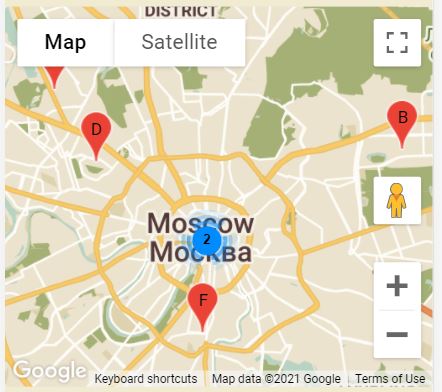 DISTRICT
Map
Satellite
B
D
Moscow
2
Москва
F
+
−
Google
Keyboard shortcuts
Map data ©2021 Google
Terms of Use